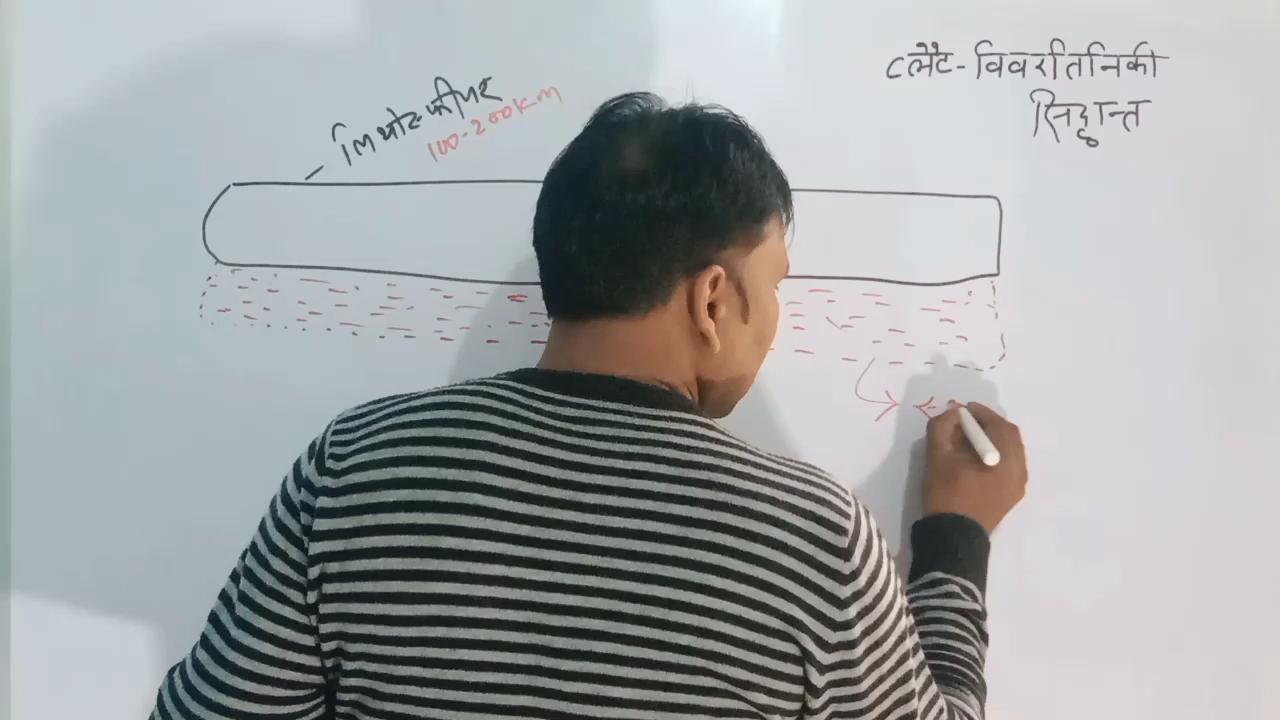 प्लेट-विवर्तनिकी
सिद्धान्त
लिथोस्फीयर
100-200km